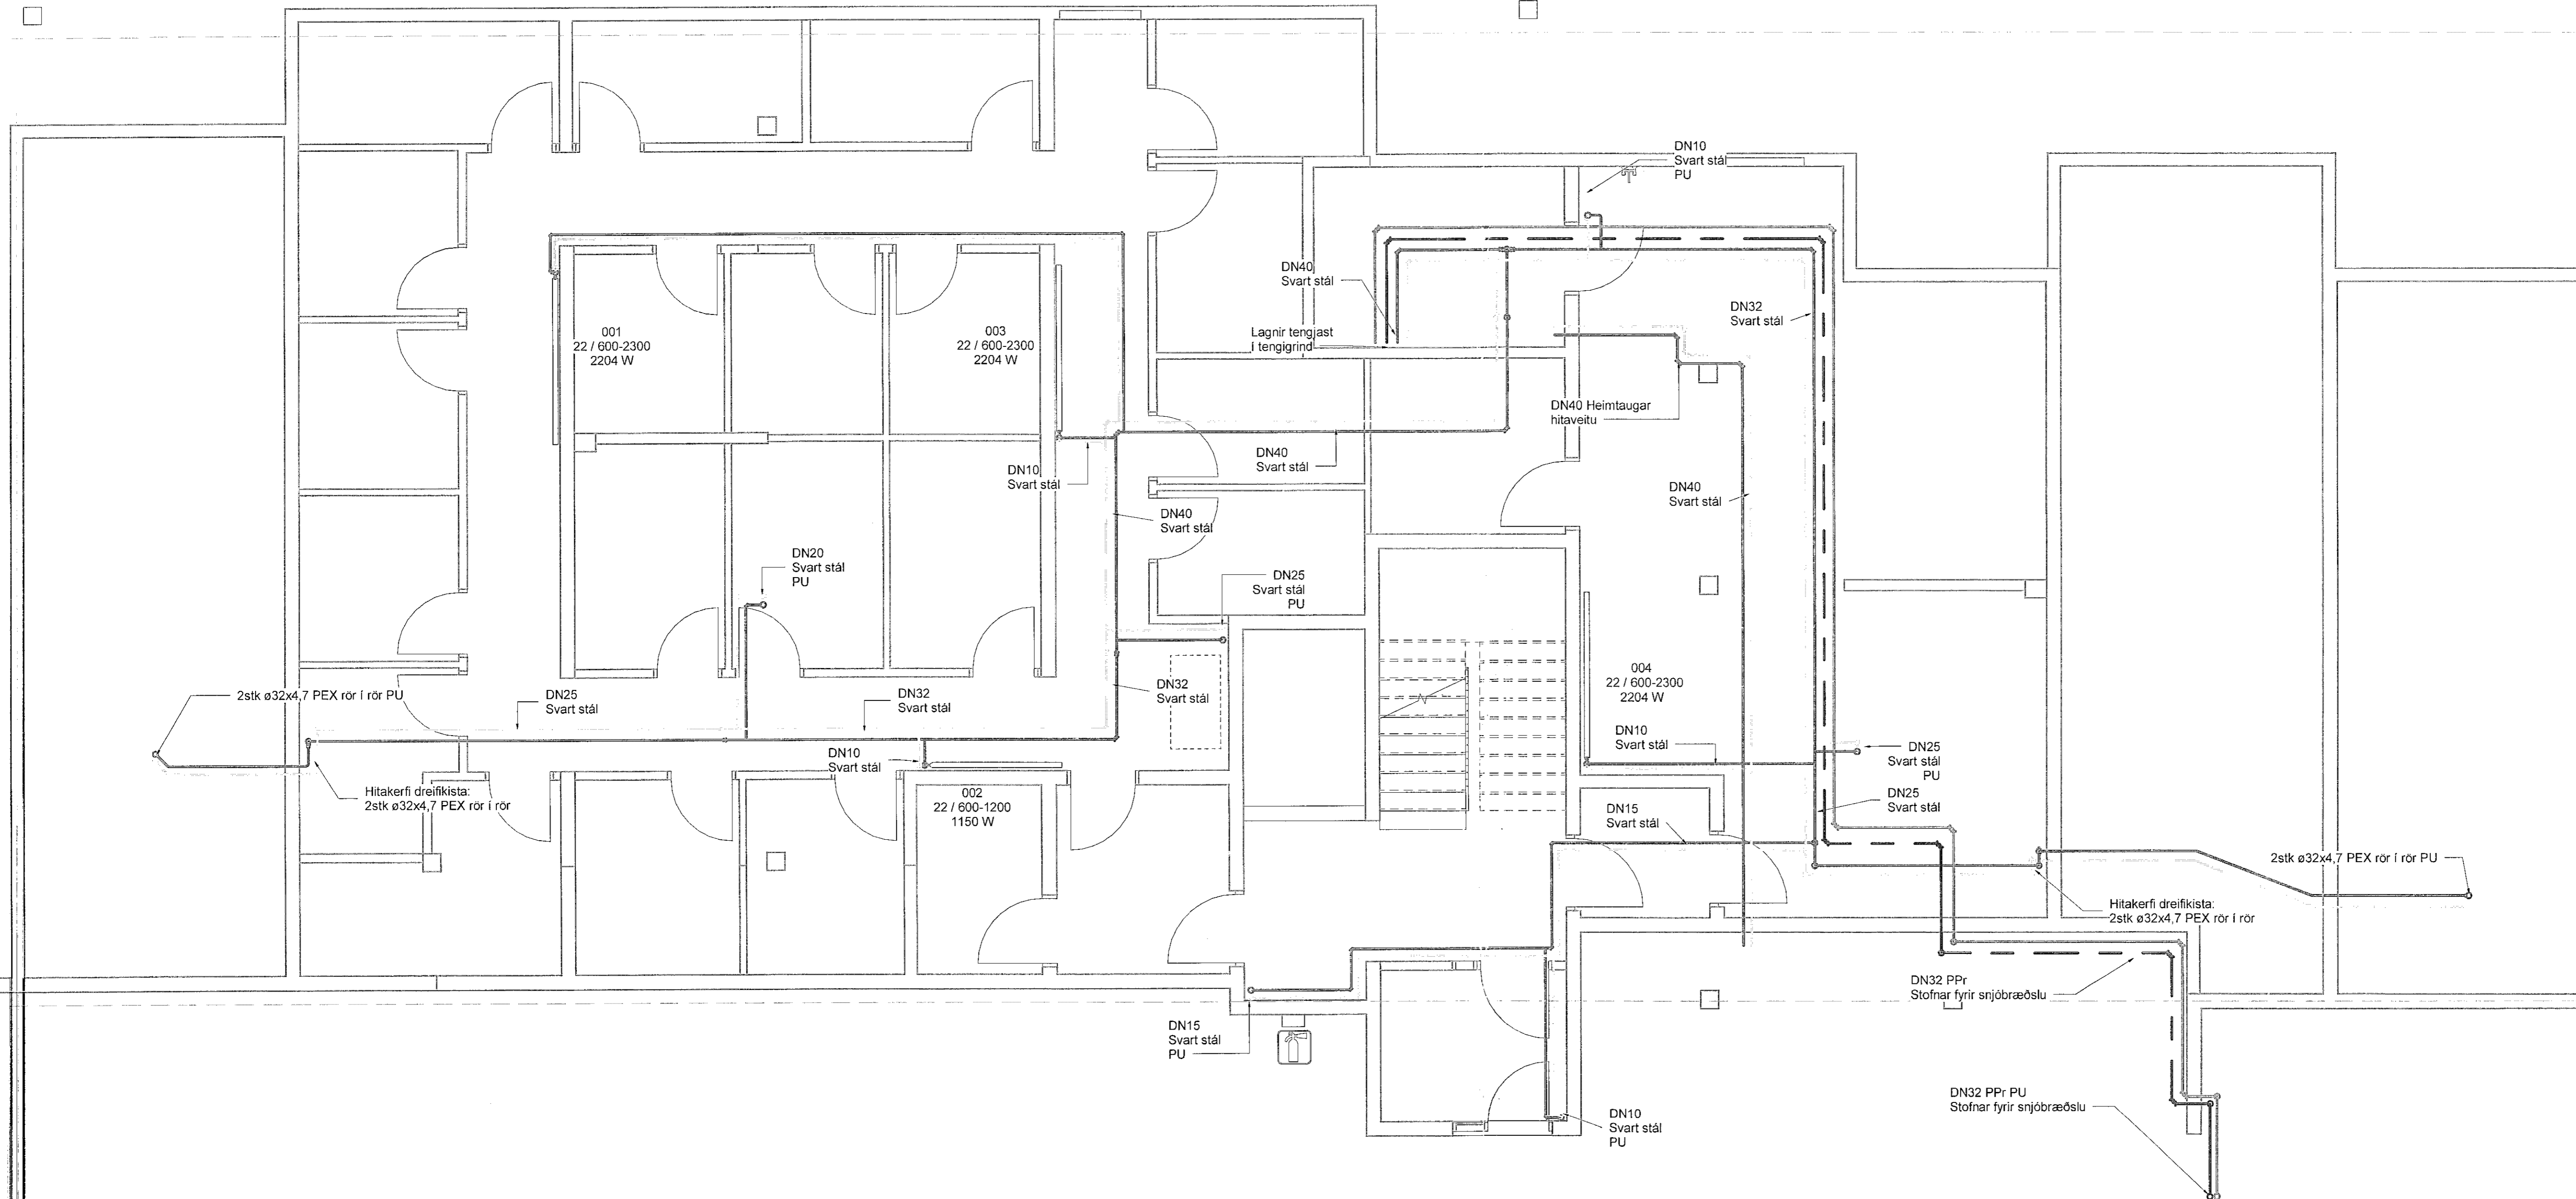 DN10
Svart stál
PU
DN40
Svart stál
Lagnir tengjast
í tengigrind
DN32
Svart stál
001
22 / 600-2300
2204 W
003
22 / 600-2300
2204 W
DN40 Heimtaugar
hitaveitu
DN10
Svart stál
DN40
Svart stál
DN40
Svart stál
DN40
Svart stál
DN20
Svart stál
PU
DN25
Svart stál
PU
2stk ø32x4,7 PEX rör í rör PU
DN25
Svart stál
DN32
Svart stál
DN32
Svart stál
004
22 / 600-2300
2204 W
DN10
Svart stál
DN10
Svart stál
DN25
Svart stál
PU
Hitakerfi dreifikista:
2stk ø32x4,7 PEX rör í rör
002
22 / 600-1200
1150 W
DN15
Svart stál
DN25
Svart stál
2stk ø32x4,7 PEX rör í rör PU
Hitakerfi dreifikista:
2stk ø32x4,7 PEX rör í rör
DN32 PPr
Stofnar fyrir snjóbræðslu
DN15
Svart stál
PU
DN32 PPr PU
Stofnar fyrir snjóbræðslu
DN10
Svart stál
PU